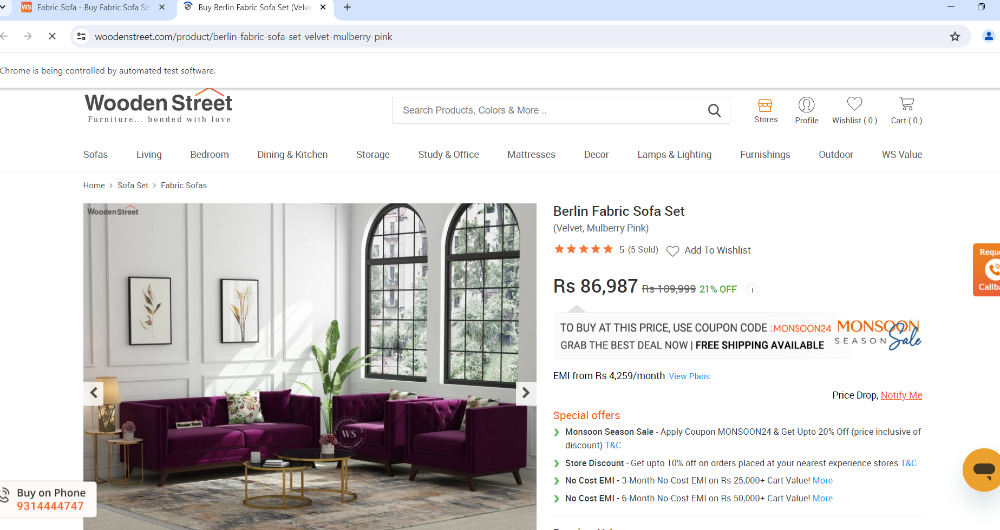 Fabric Sofa - Buy Fabric Sofa Se
Buy Berlin Fabric Sofa Set (Velve
woodenstreet.com/product/berlin-fabric-sofa-set-velvet-mulberry-pink
Chrome is being controlled by automated test software.
Wooden Street
Furniture... bonded with love
Search Products, Colors & More ..
Stores
Profile
Wishlist ( 0 )
Cart ( 0 )
Sofas Living Bedroom Dining & Kitchen Storage Study & Office Mattresses Decor Lamps & Lighting Furnishings Outdoor WS Value
Home > Sofa Set > Fabric Sofas
Wooden Street
Berlin Fabric Sofa Set
(Velvet, Mulberry Pink)
5 (5 Sold) Add To Wishlist
Reque
Callba
Rs 86,987 Rs 109,999 21% OFF i
TO BUY AT THIS PRICE, USE COUPON CODE : MONSOON24
GRAB THE BEST DEAL NOW | FREE SHIPPING AVAILABLE
MONSOON
SEASON Sale
EMI from Rs 4,259/month View Plans
Price Drop, Notify Me
Special offers
Monsoon Season Sale - Apply Coupon MONSOON24 & Get Upto 20% Off (price inclusive of
discount) T&C
Store Discount - Get upto 10% off on orders placed at your nearest experience stores T&C
No Cost EMI - 3-Month No-Cost EMI on Rs 25,000+ Cart Value! More
No Cost EMI - 6-Month No-Cost EMI on Rs 50,000+ Cart Value! More
Wooden Street
WS
Buy on Phone
9314444747